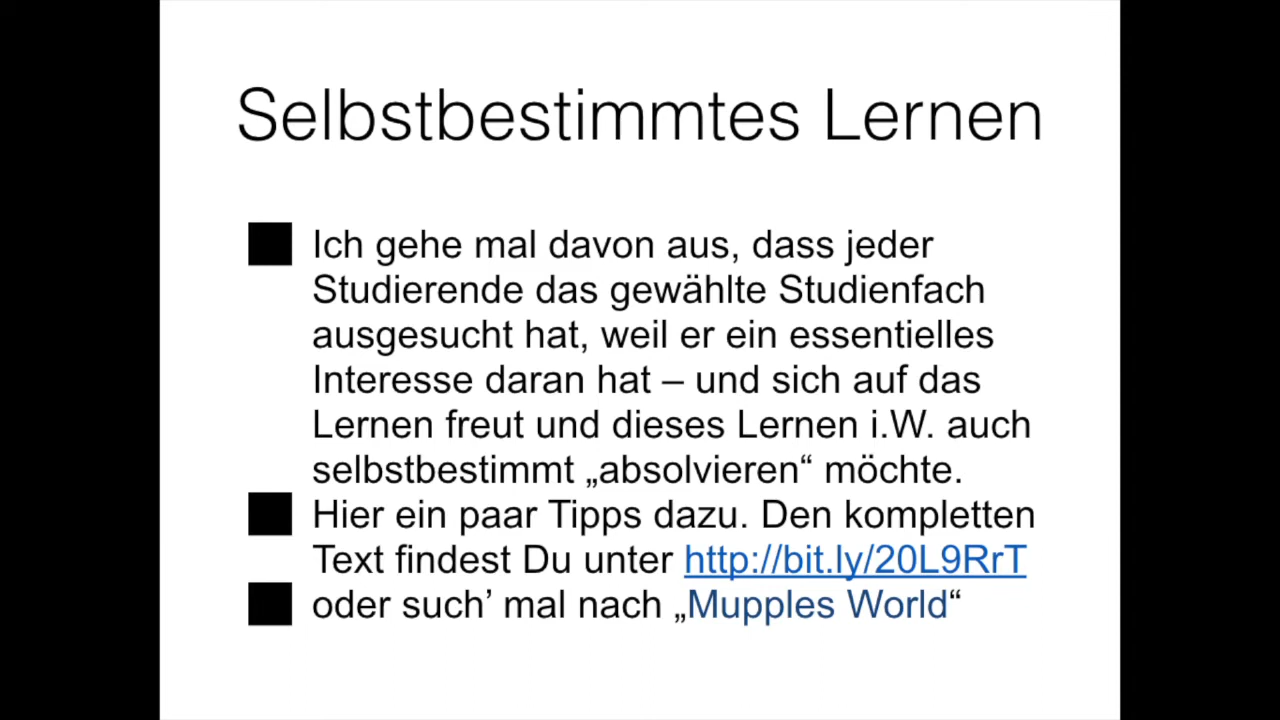 Selbstbestimmtes Lernen
Ich gehe mal davon aus, dass jeder
Studierende das gewählte Studienfach
ausgesucht hat, weil er ein essentielles
Interesse daran hat – und sich auf das
Lernen freut und dieses Lernen i.W. auch
selbstbestimmt „absolvieren“ möchte.
Hier ein paar Tipps dazu. Den kompletten
Text findest Du unter http://bit.ly/20L9RrT
oder such’ mal nach „Mupples World“